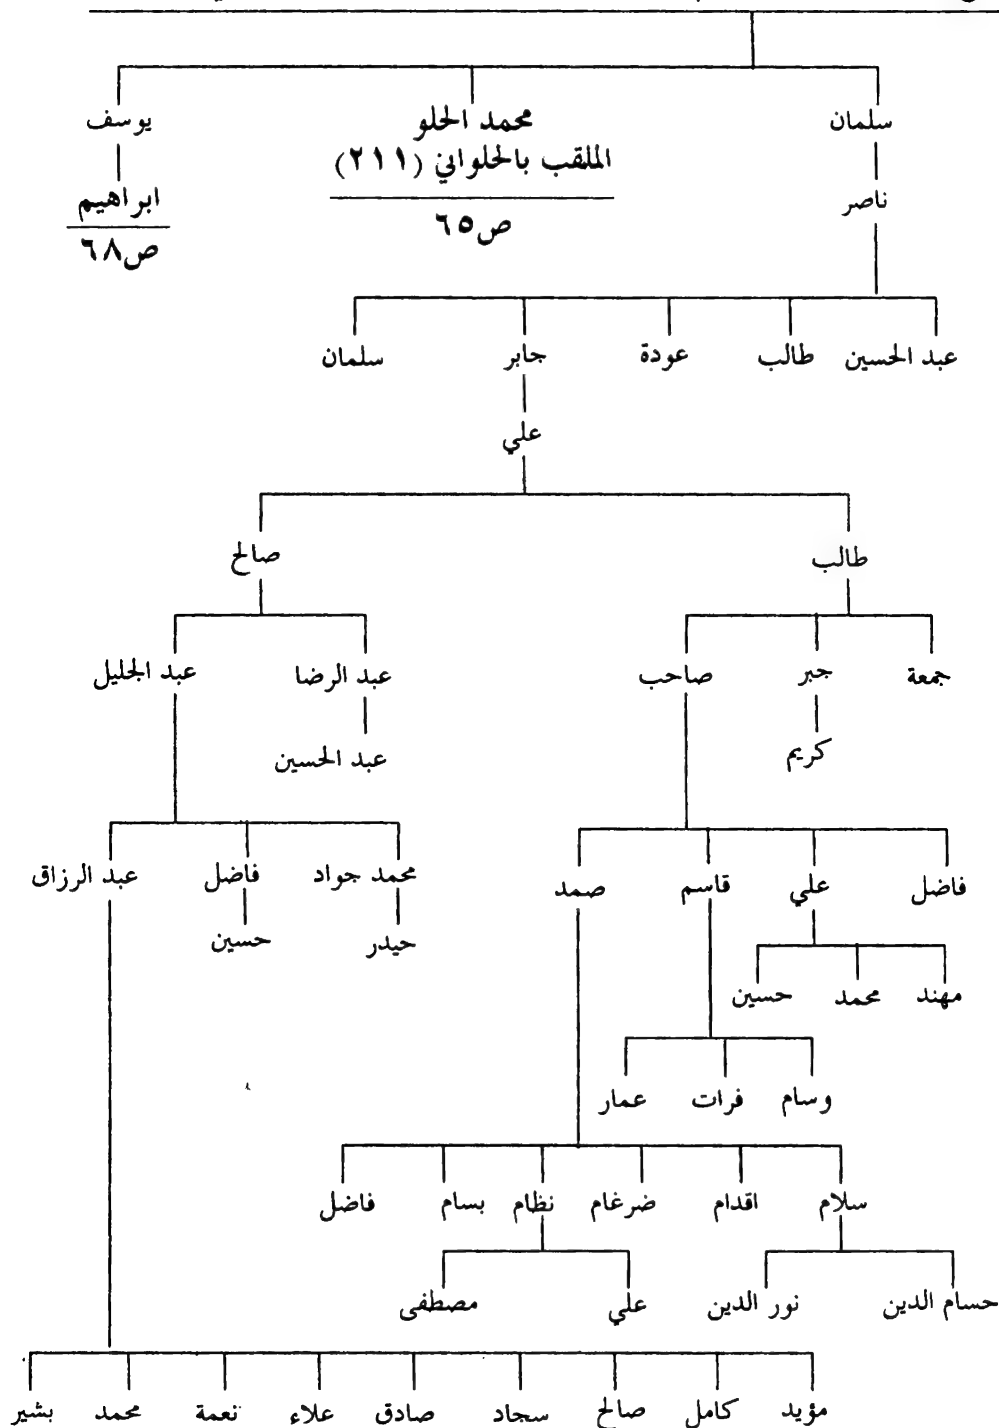 سلمان محمد الحلو يوسف
الملقب بالحلواني (٢١١)
ناصر ص٦٥ ابراهيم
ص٦٨
عبد الحسين طالب عودة جابر سلمان
علي
طالب صالح
جمعة جبر صاحب عبد الرضا عبد الجليل
كريم عبد الحسين
فاضل علي قاسم صمد محمد جواد فاضل عبد الرزاق
حيدر حسين
مهند محمد حسين
وسام فرات عمار
سلام اقدام ضرغام نظام بسام فاضل
حسام الدين نور الدين علي مصطفى
مؤيد كامل صالح سجاد صادق علاء نعمة محمد بشير